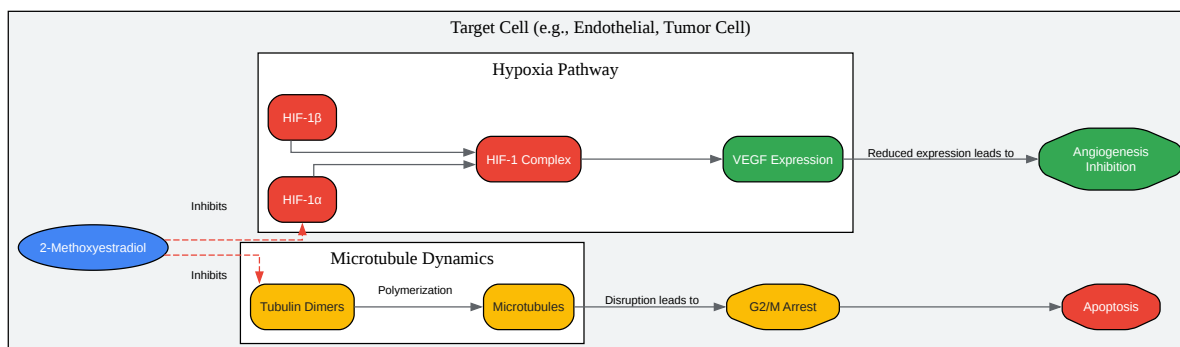 Target Cell (e.g., Endothelial, Tumor Cell)
Hypoxia Pathway
HIF-1β
HIF-1 Complex
VEGF Expression
Reduced expression leads to
Angiogenesis
Inhibition
HIF-1α
Inhibits
2-Methoxyestradiol
Inhibits
Microtubule Dynamics
Tubulin Dimers
Polymerization
Microtubules
Disruption leads to
G2/M Arrest
Apoptosis